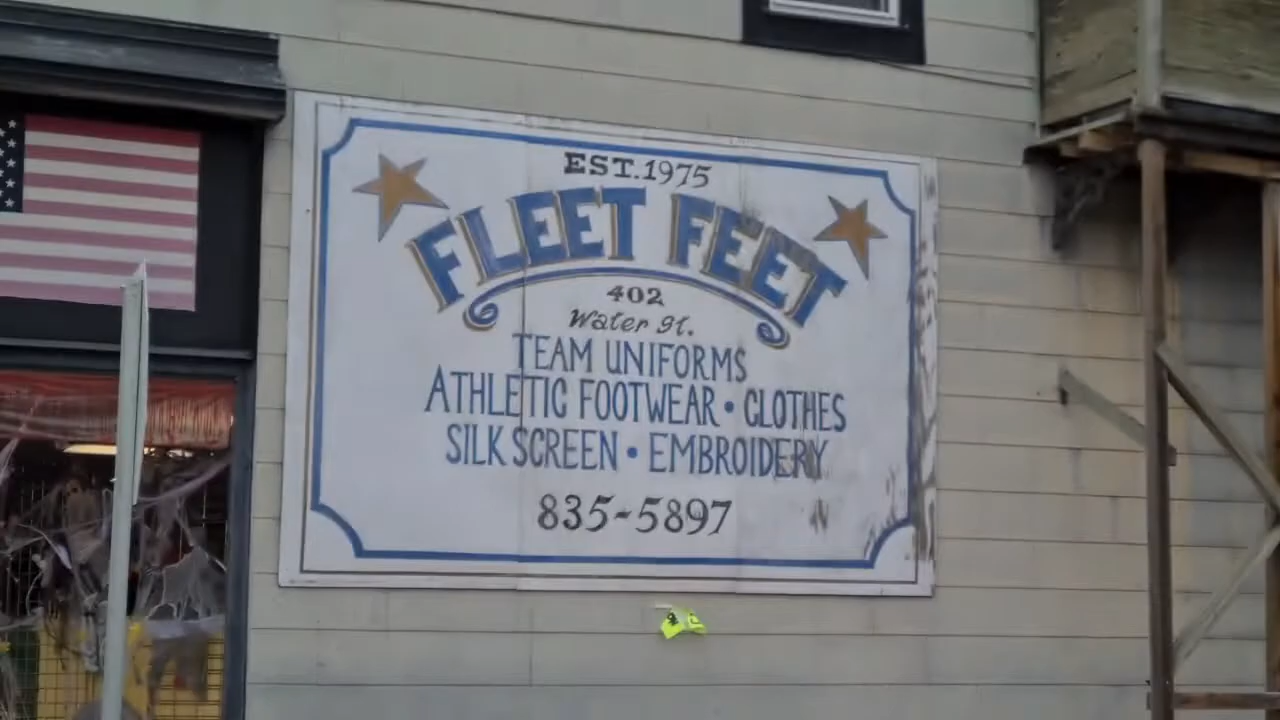 EST. 1975
FLEET FEET
402
Water St.
TEAM UNIFORMS
ATHLETIC FOOTWEAR • CLOTHES
SILK SCREEN • EMBROIDERY
835-5897